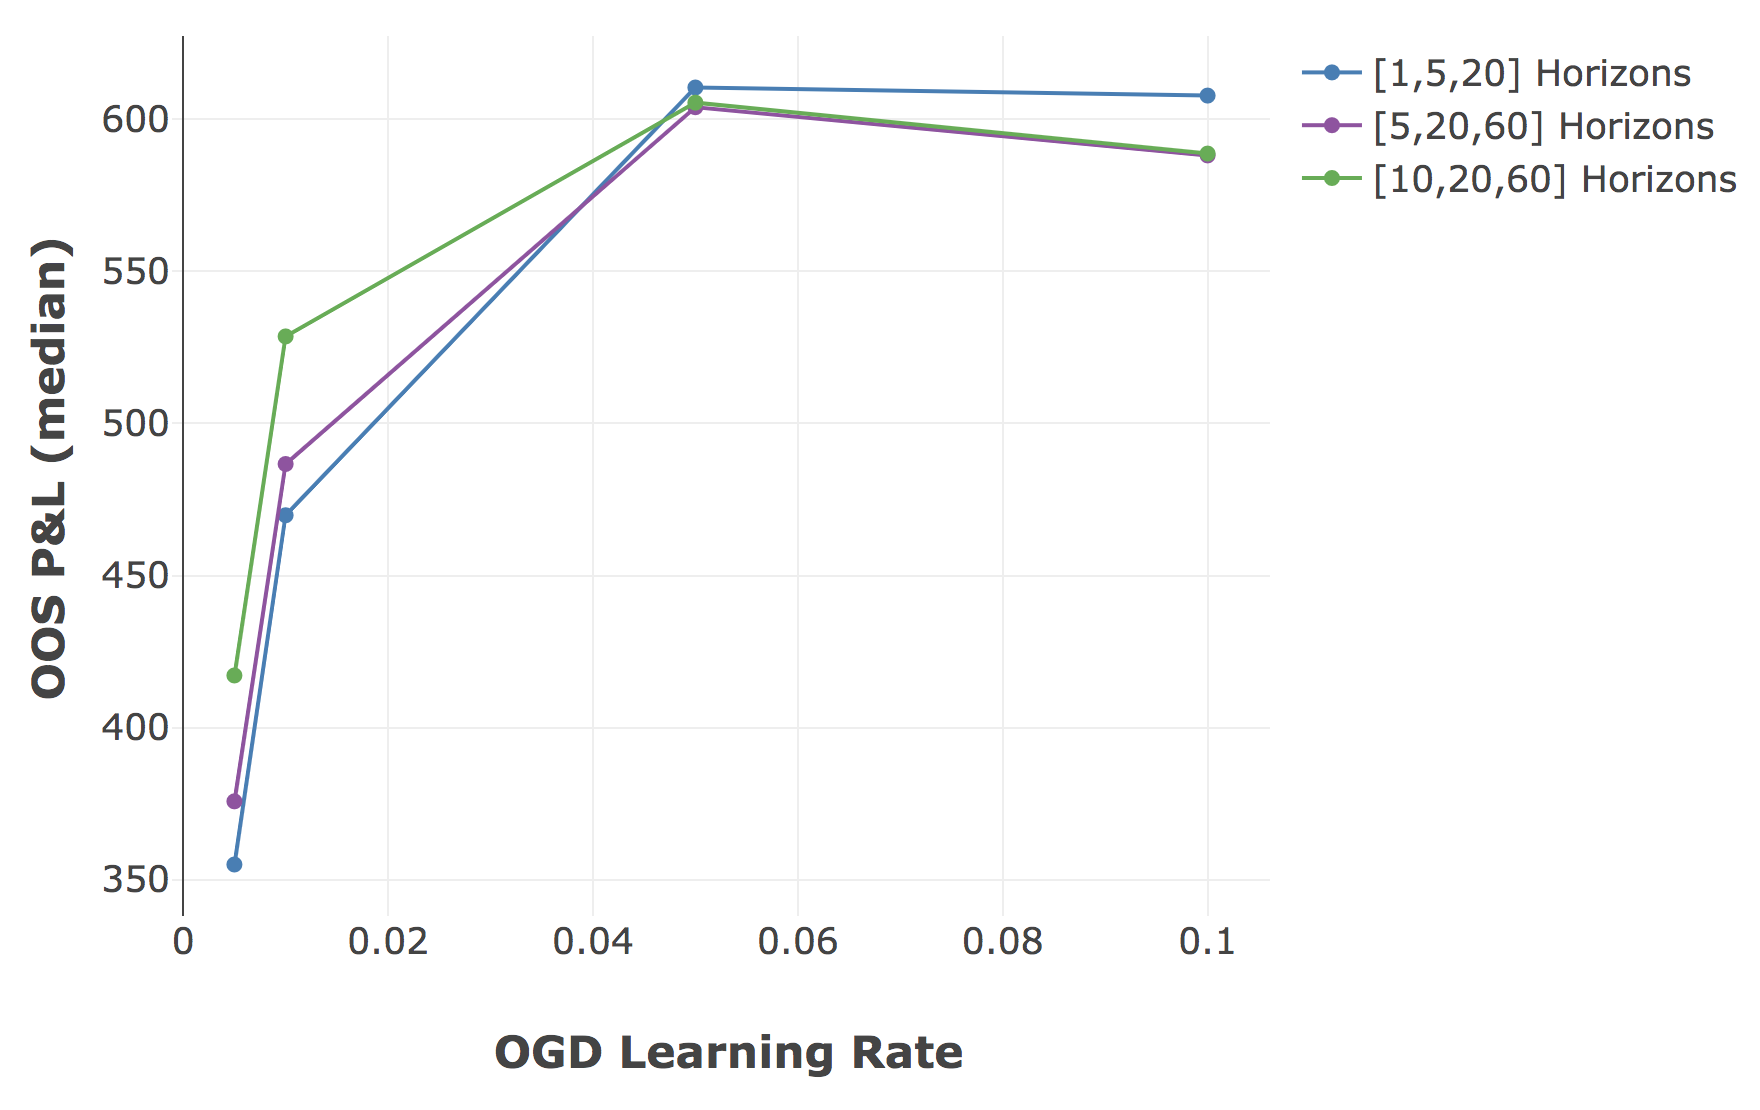 600
550
500
450
400
350
0 0.02 0.04 0.06 0.08 0.1
OOS P&L (median)
OGD Learning Rate
[1,5,20] Horizons
[5,20,60] Horizons
[10,20,60] Horizons